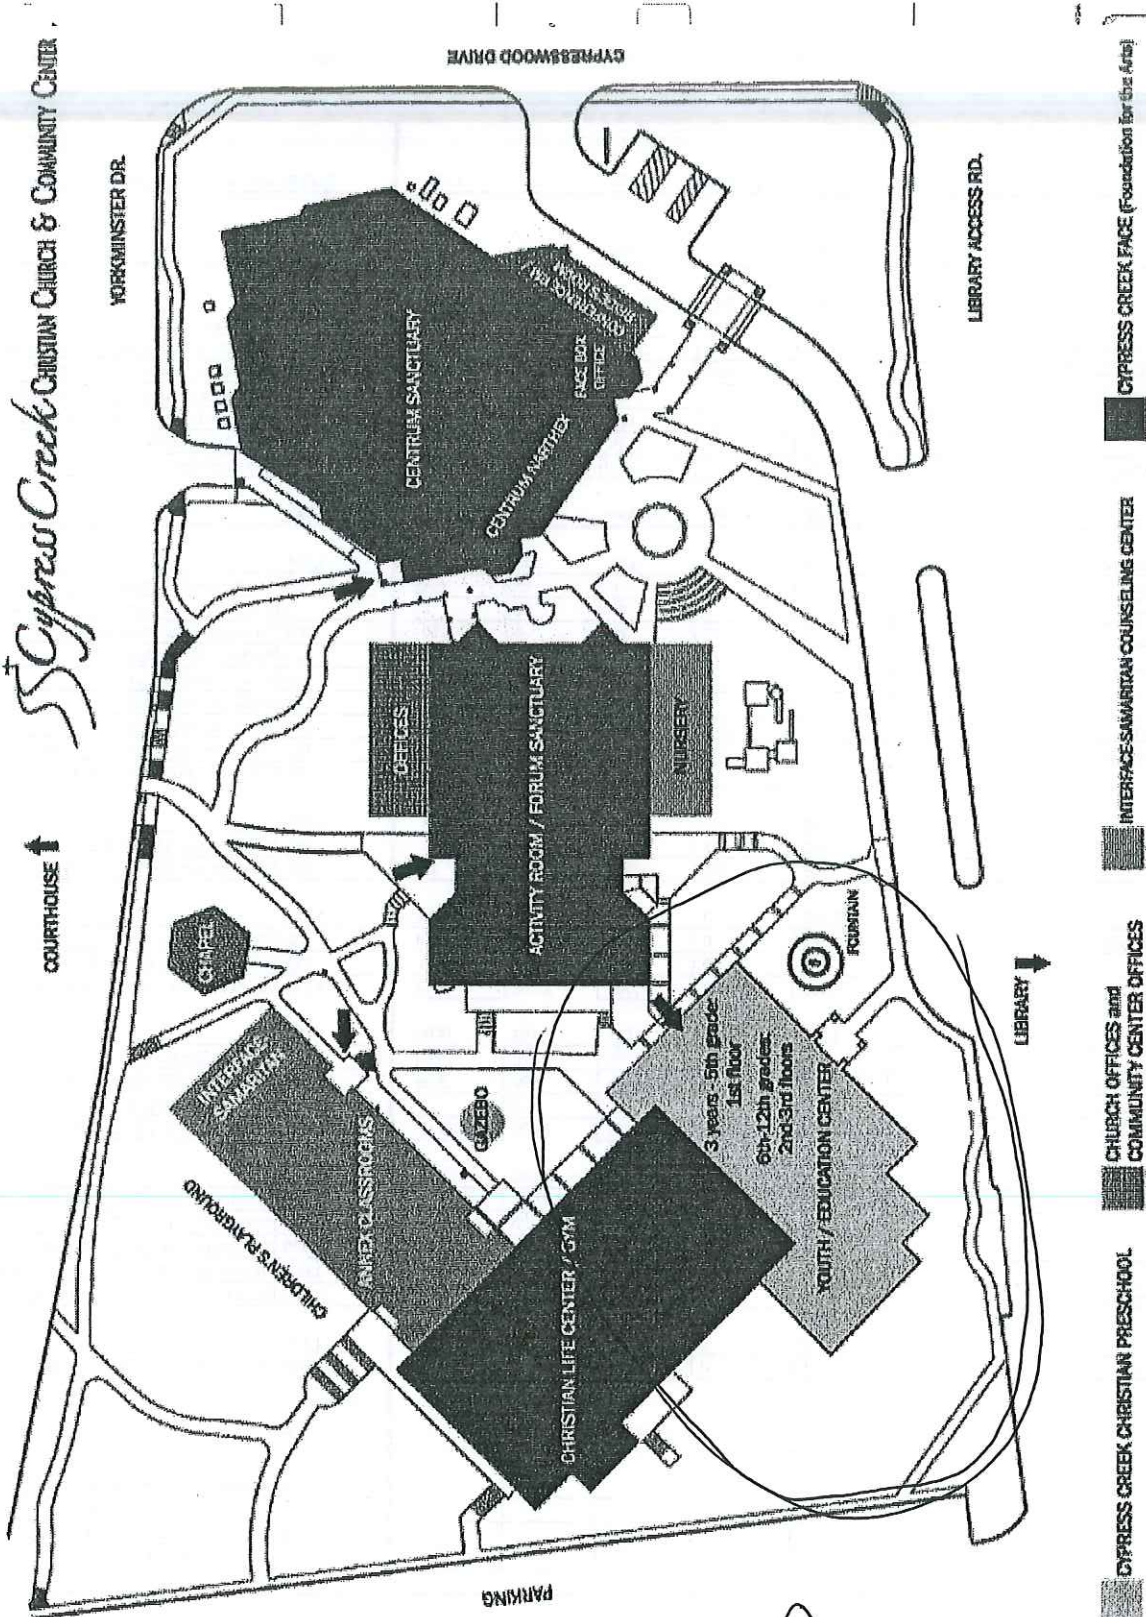 Cypress Creek CHRISTIAN CHURCH & COMMUNITY CENTER
COURTHOUSE
YORKMINSTER DR.
CYPRESSWOOD DRIVE
PARKING
CHILDREN'S PLAYGROUND
INTERFACE
SAMARITAN
ANNEX CLASSROOMS
CHAPEL
GAZEBO
OFFICES
ACTIVITY ROOM / FORUM SANCTUARY
NURSERY
CENTRUM SANCTUARY
CENTRUM NARTHEX
FACE BOX
OFFICE
CONFERENCE RM /
BRIDE'S ROOM
CHRISTIAN LIFE CENTER / GYM
3 years - 5th grade:
1st floor
6th-12th grades:
2nd-3rd floors
YOUTH / EDUCATION CENTER
FOUNTAIN
LIBRARY
LIBRARY ACCESS RD.
CYPRESS CREEK CHRISTIAN PRESCHOOL
CHURCH OFFICES and
COMMUNITY CENTER OFFICES
INTERFACE-SAMARITAN COUNSELING CENTER
CYPRESS CREEK FACE (Foundation for the Arts)